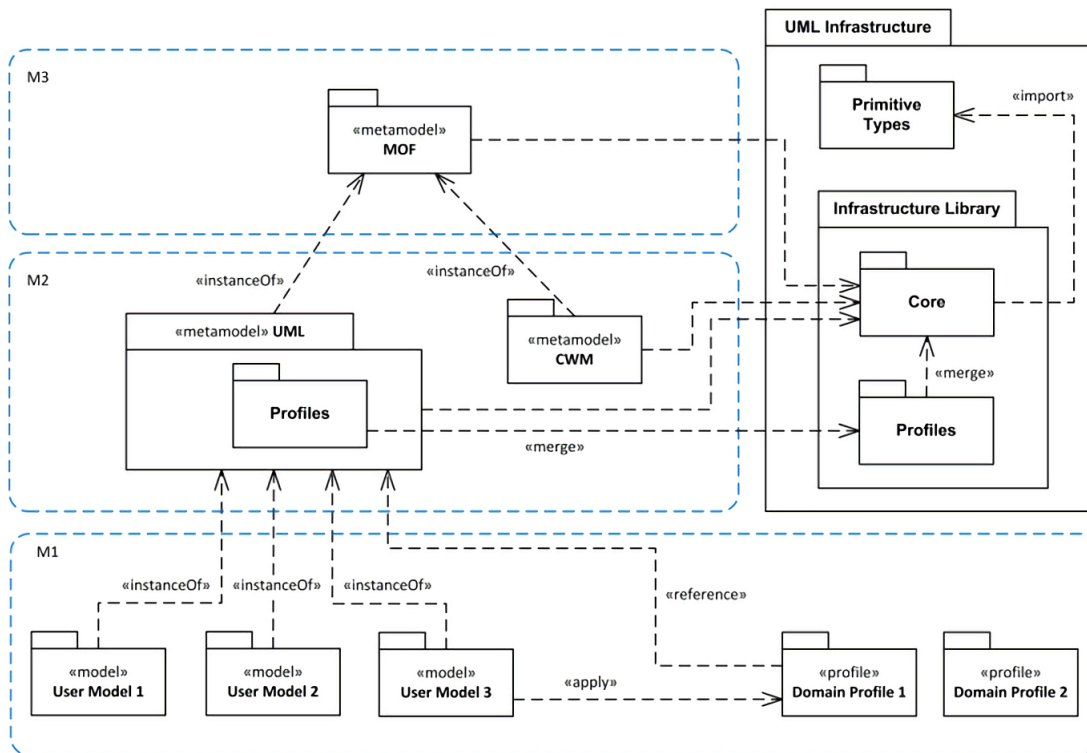 UML Infrastructure
M3
Primitive
Types
«import»
«metamodel»
MOF
Infrastructure Library
M2
«instanceOf»
«instanceOf»
Core
«metamodel» UML
«metamodel»
CWM
«merge»
Profiles
«merge»
Profiles
M1
«instanceOf»
«instanceOf»
«instanceOf»
«reference»
«model»
User Model 1
«model»
User Model 2
«model»
User Model 3
«apply»
«profile»
Domain Profile 1
«profile»
Domain Profile 2